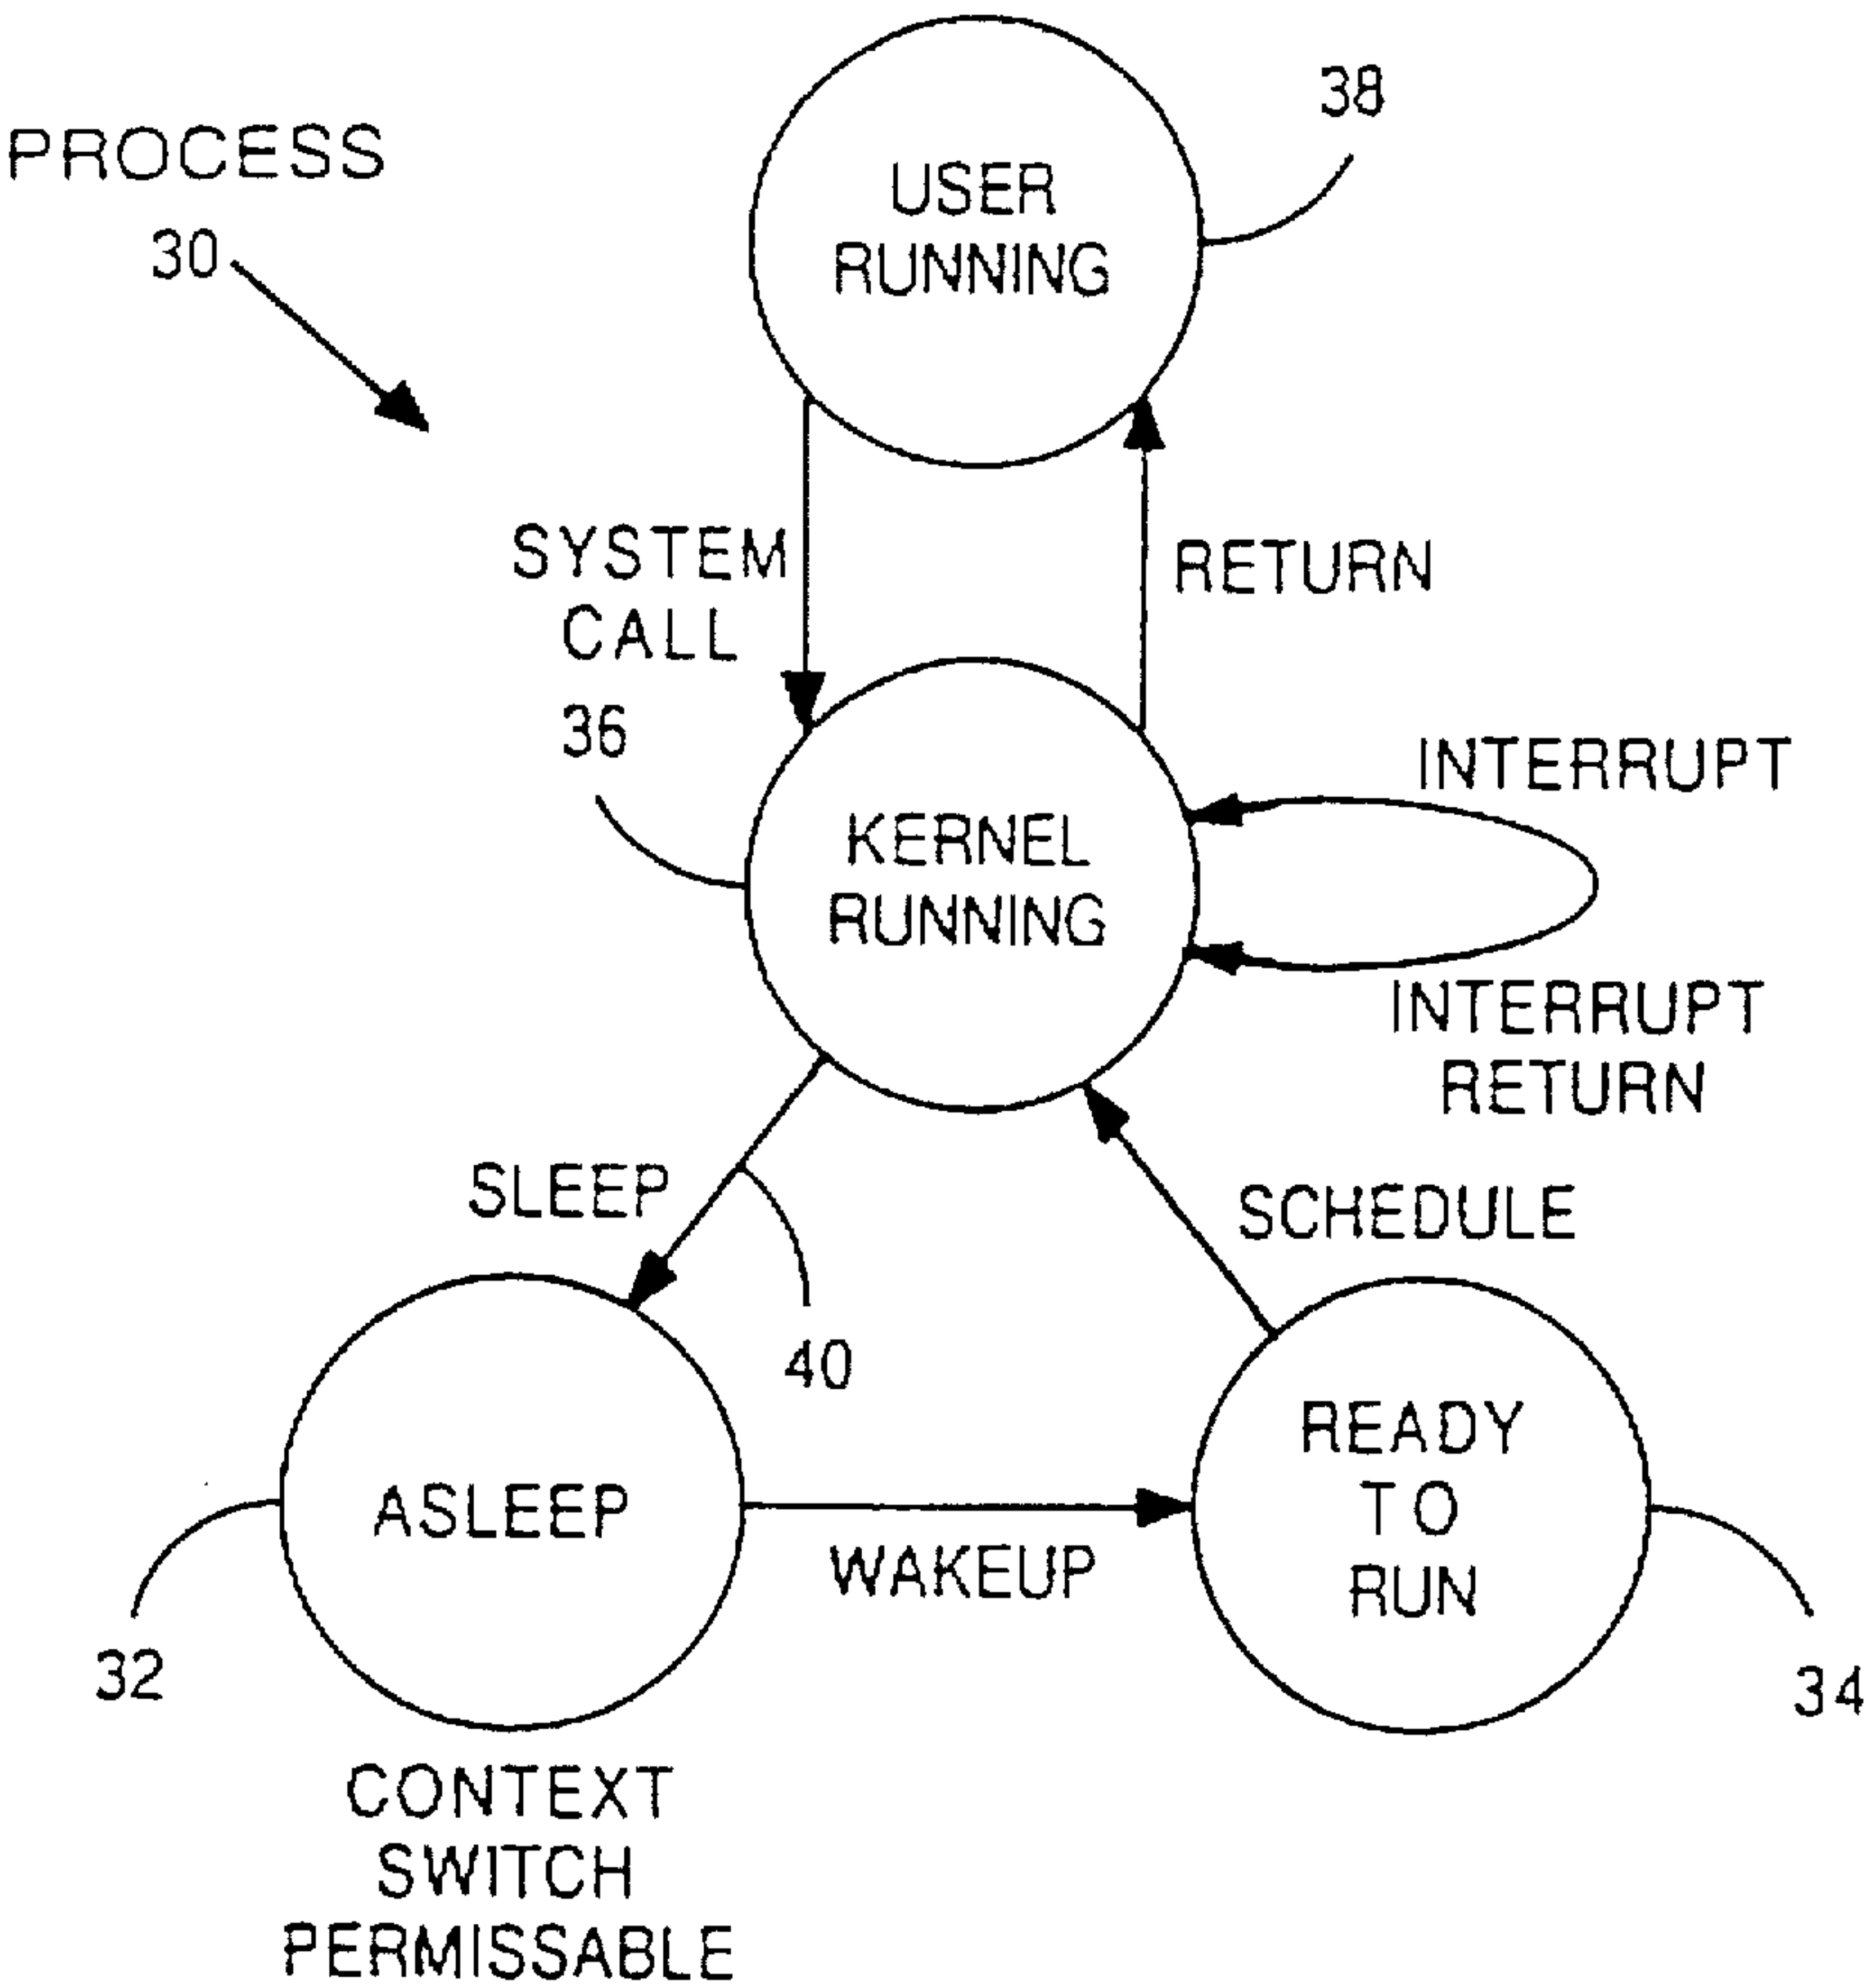 38
PROCESS
30
USER
RUNNING
SYSTEM
CALL
RETURN
36
INTERRUPT
KERNEL
RUNNING
INTERRUPT
RETURN
SLEEP
SCHEDULE
40
READY
TO
RUN
ASLEEP
WAKEUP
32
34
CONTEXT
SWITCH
PERMISSABLE